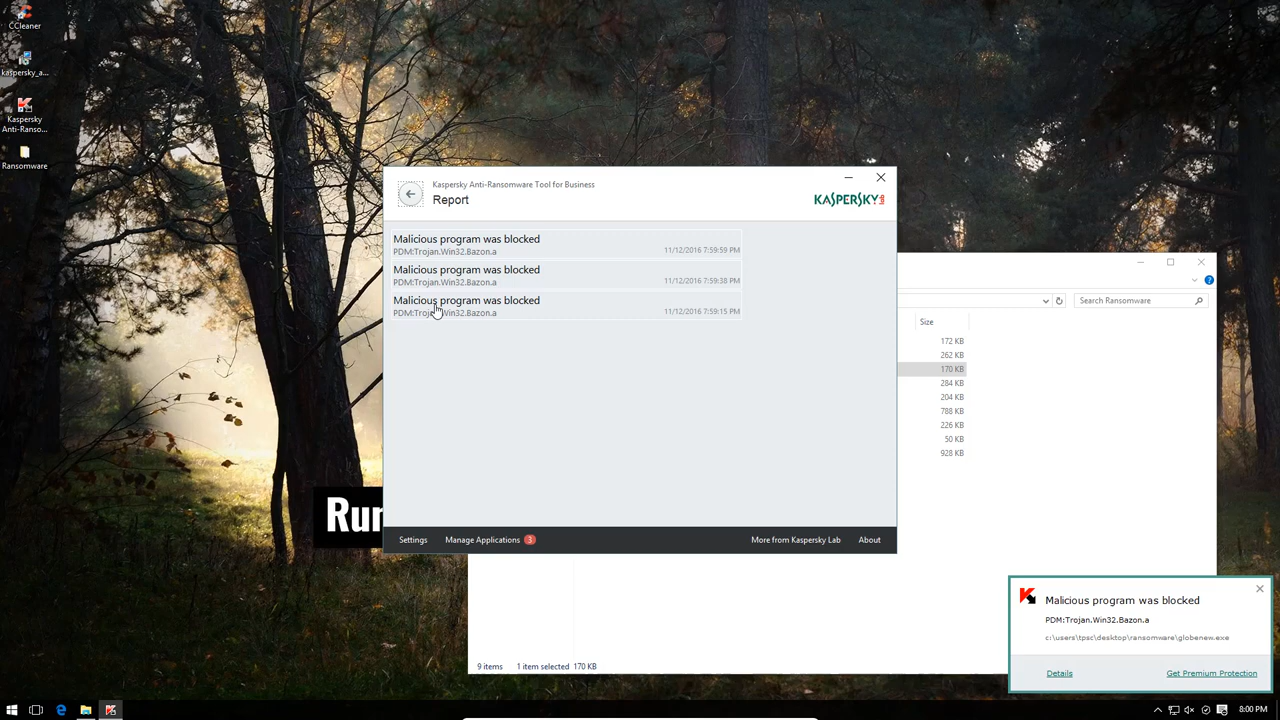 CCleaner
kaspersky_a...
Kaspersky
Anti-Ranso...
Ransomware
Kaspersky Anti-Ransomware Tool for Business
Report
KASPERSKY lab
Malicious program was blocked
PDM:Trojan.Win32.Bazon.a
11/12/2016 7:59:59 PM
Malicious program was blocked
PDM:Trojan.Win32.Bazon.a
11/12/2016 7:59:38 PM
Malicious program was blocked
PDM:Trojan.Win32.Bazon.a
11/12/2016 7:59:15 PM
Settings
Manage Applications 3
More from Kaspersky Lab
About
Search Ransomware
Size
172 KB
262 KB
170 KB
284 KB
204 KB
788 KB
226 KB
50 KB
928 KB
Run
9 items
1 item selected 170 KB
Malicious program was blocked
PDM:Trojan.Win32.Bazon.a
c:\users\tpsc\desktop\ransomware\globenew.exe
Details
Get Premium Protection
8:00 PM